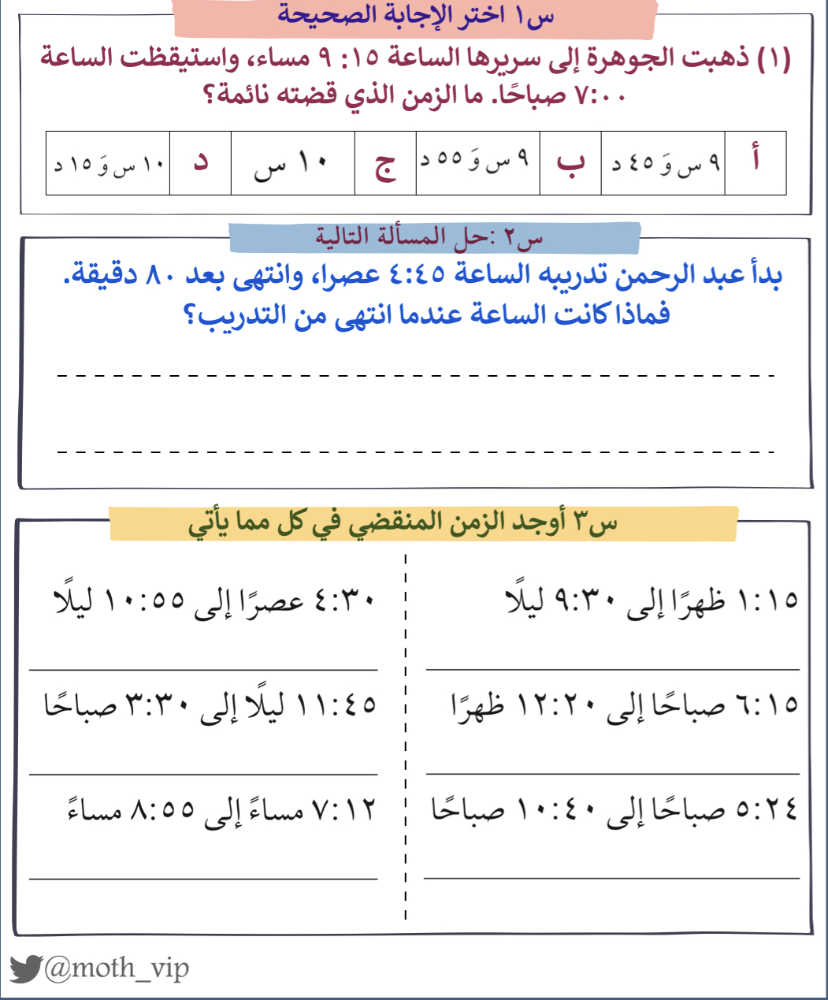 س١ اختر الإجابة الصحيحة
(١) ذهبت الجوهرة إلى سريرها الساعة ١٥: ٩ مساء، واستيقظت الساعة
٧:٠٠ صباحًا. ما الزمن الذي قضته نائمة؟
أ ٩ س وَ ٤٥ د ب ٩ س وَ ٥٥ د ج ١٠ س د ١٠ س وَ ١٥ د
س٢ :حل المسألة التالية
بدأ عبد الرحمن تدريبه الساعة ٤:٤٥ عصرا، وانتهى بعد ٨٠ دقيقة.
فماذا كانت الساعة عندما انتهى من التدريب؟
س٣ أوجد الزمن المنقضي في كل مما يأتي
١:١٥ ظهرًا إلى ٩:٣٠ ليلًا
٤:٣٠ عصرًا إلى ١٠:٥٥ ليلًا
٦:١٥ صباحًا إلى ١٢:٢٠ ظهرًا
١١:٤٥ ليلًا إلى ٣:٣٠ صباحًا
٥:٢٤ صباحًا إلى ١٠:٤٠ صباحًا
٧:١٢ مساءً إلى ٨:٥٥ مساءً
@moth_vip